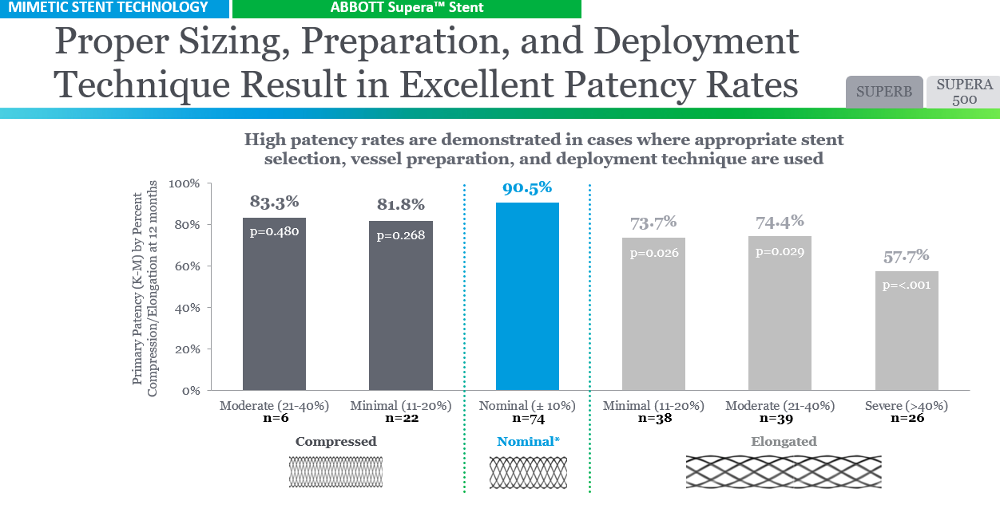 MIMETIC STENT TECHNOLOGY
ABBOTT Supera™ Stent
Proper Sizing, Preparation, and Deployment
Technique Result in Excellent Patency Rates
SUPERB
SUPERA
500
High patency rates are demonstrated in cases where appropriate stent
selection, vessel preparation, and deployment technique are used
Primary Patency (K-M) by Percent
Compression/Elongation at 12 months
100%
80%
60%
40%
20%
0%
83.3%
p=0.480
81.8%
p=0.268
90.5%
73.7%
p=0.026
74.4%
p=0.029
57.7%
p=<.001
Moderate (21-40%)
n=6
Minimal (11-20%)
n=22
Nominal (± 10%)
n=74
Minimal (11-20%)
n=38
Moderate (21-40%)
n=39
Severe (>40%)
n=26
Compressed
Nominal*
Elongated